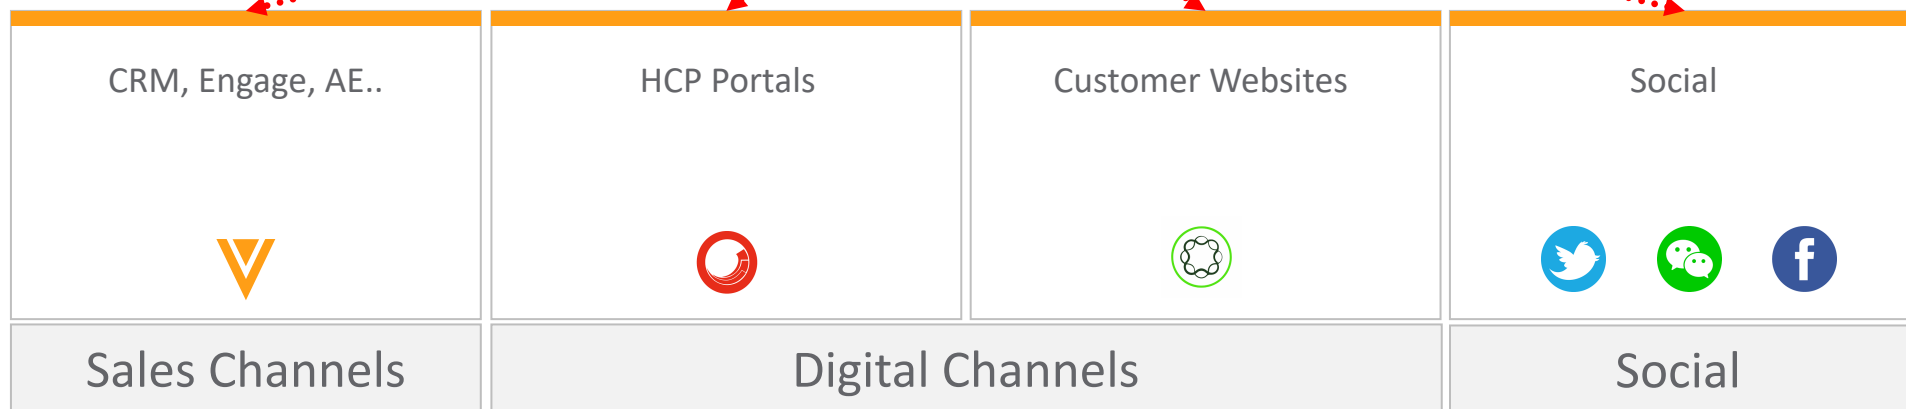 CRM, Engage, AE..
HCP Portals
Customer Websites
Social
Sales Channels
Digital Channels
Social